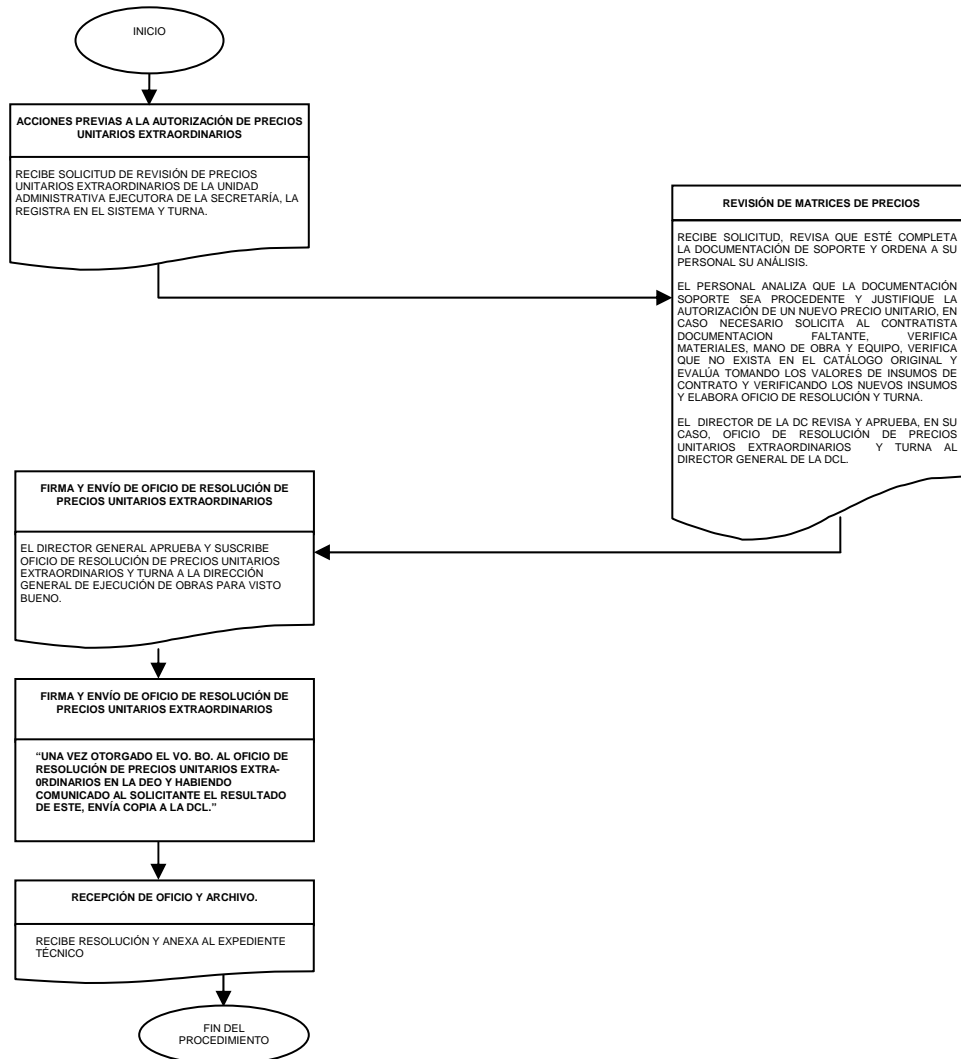 INICIO
ACCIONES PREVIAS A LA AUTORIZACIÓN DE PRECIOS
UNITARIOS EXTRAORDINARIOS
RECIBE SOLICITUD DE REVISIÓN DE PRECIOS
UNITARIOS EXTRAORDINARIOS DE LA UNIDAD
ADMINISTRATIVA EJECUTORA DE LA SECRETARÍA, LA
REGISTRA EN EL SISTEMA Y TURNA.
REVISIÓN DE MATRICES DE PRECIOS
RECIBE SOLICITUD, REVISA QUE ESTÉ COMPLETA
LA DOCUMENTACIÓN DE SOPORTE Y ORDENA A SU
PERSONAL SU ANÁLISIS.
EL PERSONAL ANALIZA QUE LA DOCUMENTACIÓN
SOPORTE SEA PROCEDENTE Y JUSTIFIQUE LA
AUTORIZACIÓN DE UN NUEVO PRECIO UNITARIO, EN
CASO NECESARIO SOLICITA AL CONTRATISTA
DOCUMENTACION FALTANTE, VERIFICA
MATERIALES, MANO DE OBRA Y EQUIPO, VERIFICA
QUE NO EXISTA EN EL CATÁLOGO ORIGINAL Y
EVALÚA TOMANDO LOS VALORES DE INSUMOS DE
CONTRATO Y VERIFICANDO LOS NUEVOS INSUMOS
Y ELABORA OFICIO DE RESOLUCIÓN Y TURNA.
EL DIRECTOR DE LA DC REVISA Y APRUEBA, EN SU
CASO, OFICIO DE RESOLUCIÓN DE PRECIOS
UNITARIOS EXTRAORDINARIOS Y TURNA AL
DIRECTOR GENERAL DE LA DCL.
FIRMA Y ENVÍO DE OFICIO DE RESOLUCIÓN DE
PRECIOS UNITARIOS EXTRAORDINARIOS
EL DIRECTOR GENERAL APRUEBA Y SUSCRIBE
OFICIO DE RESOLUCIÓN DE PRECIOS UNITARIOS
EXTRAORDINARIOS Y TURNA A LA DIRECCIÓN
GENERAL DE EJECUCIÓN DE OBRAS PARA VISTO
BUENO.
FIRMA Y ENVÍO DE OFICIO DE RESOLUCIÓN DE
PRECIOS UNITARIOS EXTRAORDINARIOS
“UNA VEZ OTORGADO EL VO. BO. AL OFICIO DE
RESOLUCIÓN DE PRECIOS UNITARIOS EXTRA-
0RDINARIOS EN LA DEO Y HABIENDO
COMUNICADO AL SOLICITANTE EL RESULTADO
DE ESTE, ENVÍA COPIA A LA DCL.”
RECEPCIÓN DE OFICIO Y ARCHIVO.
RECIBE RESOLUCIÓN Y ANEXA AL EXPEDIENTE
TÉCNICO
FIN DEL
PROCEDIMIENTO